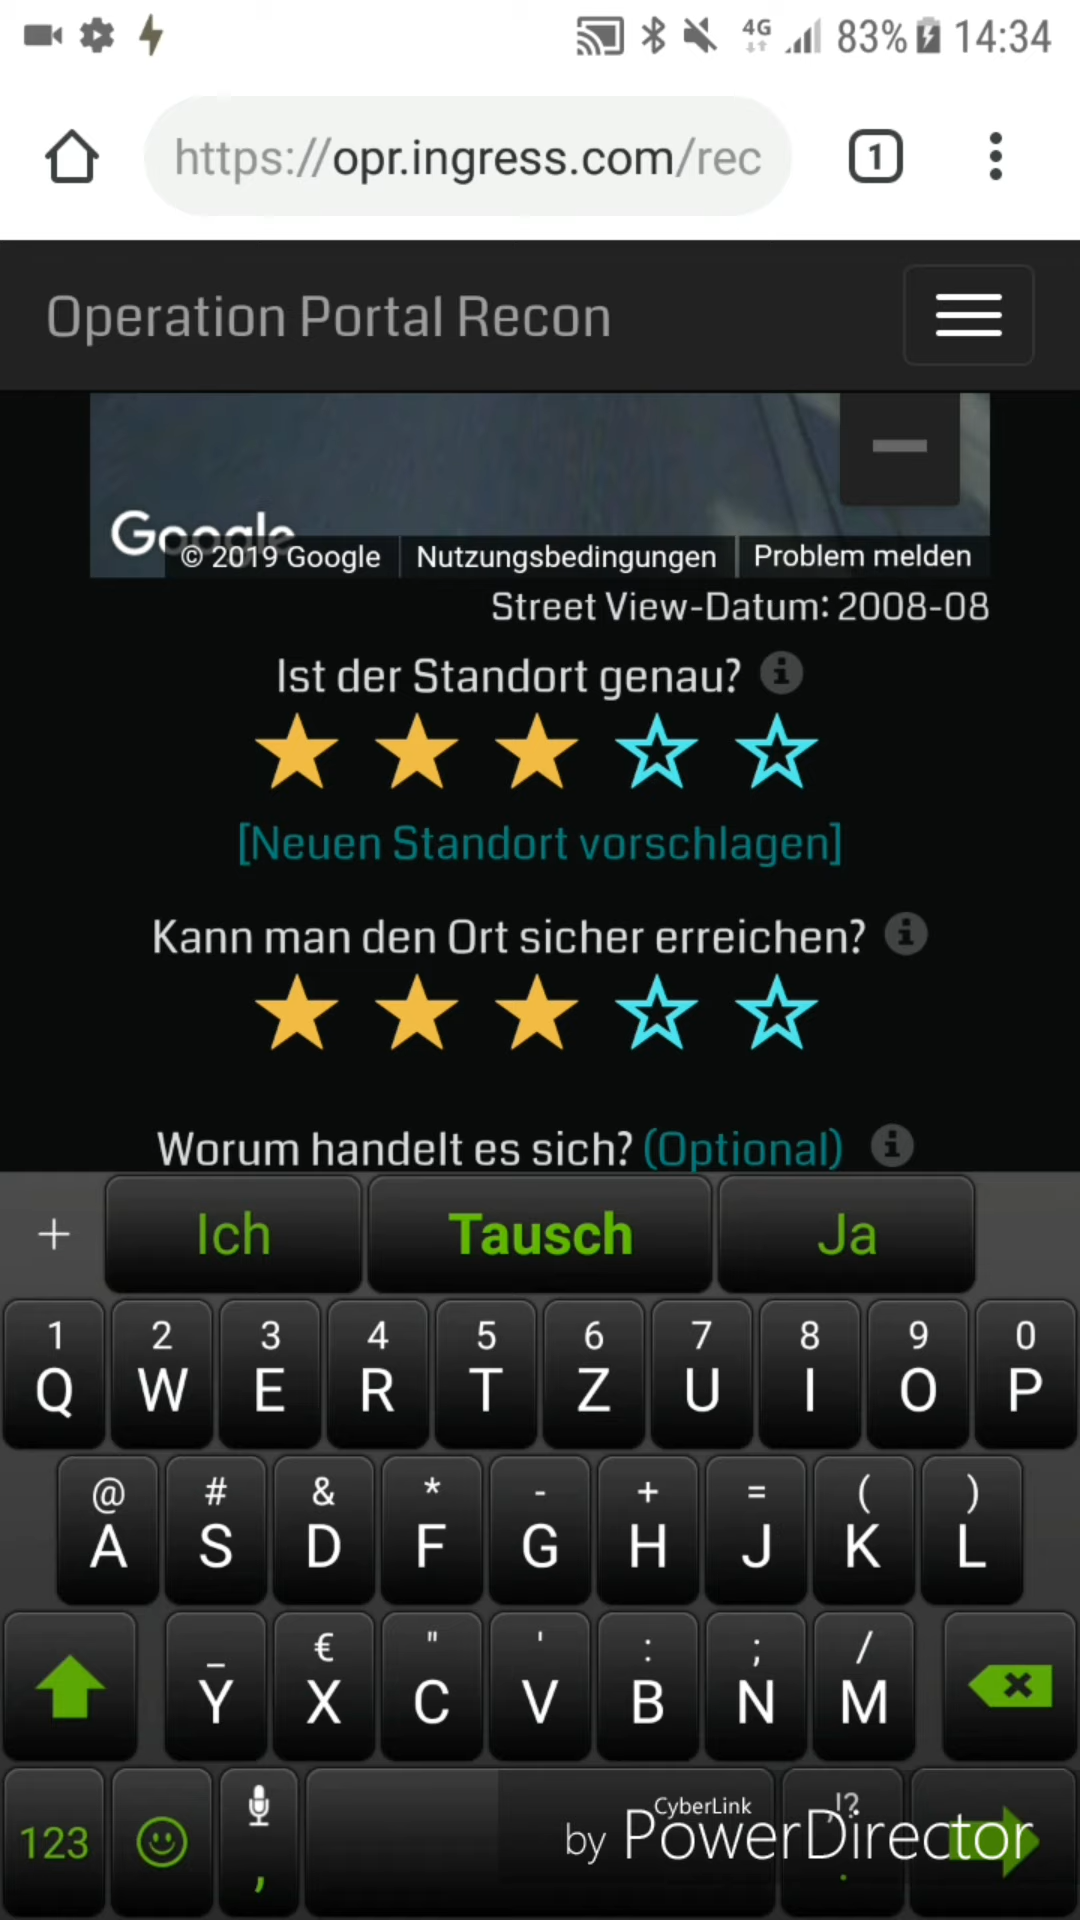 4G 83% 14:34
https://opr.ingress.com/rec 1
Operation Portal Recon
Google
© 2019 Google Nutzungsbedingungen Problem melden
Street View-Datum: 2008-08
Ist der Standort genau?
[Neuen Standort vorschlagen]
Kann man den Ort sicher erreichen?
Worum handelt es sich? (Optional)
+ Ich Tausch Ja
1 2 3 4 5 6 7 8 9 0
Q W E R T Z U I O P
@ # & * - + = ( )
A S D F G H J K L
_ € " ' : ; /
Y X C V B N M
123 , !? .
CyberLink
by PowerDirector